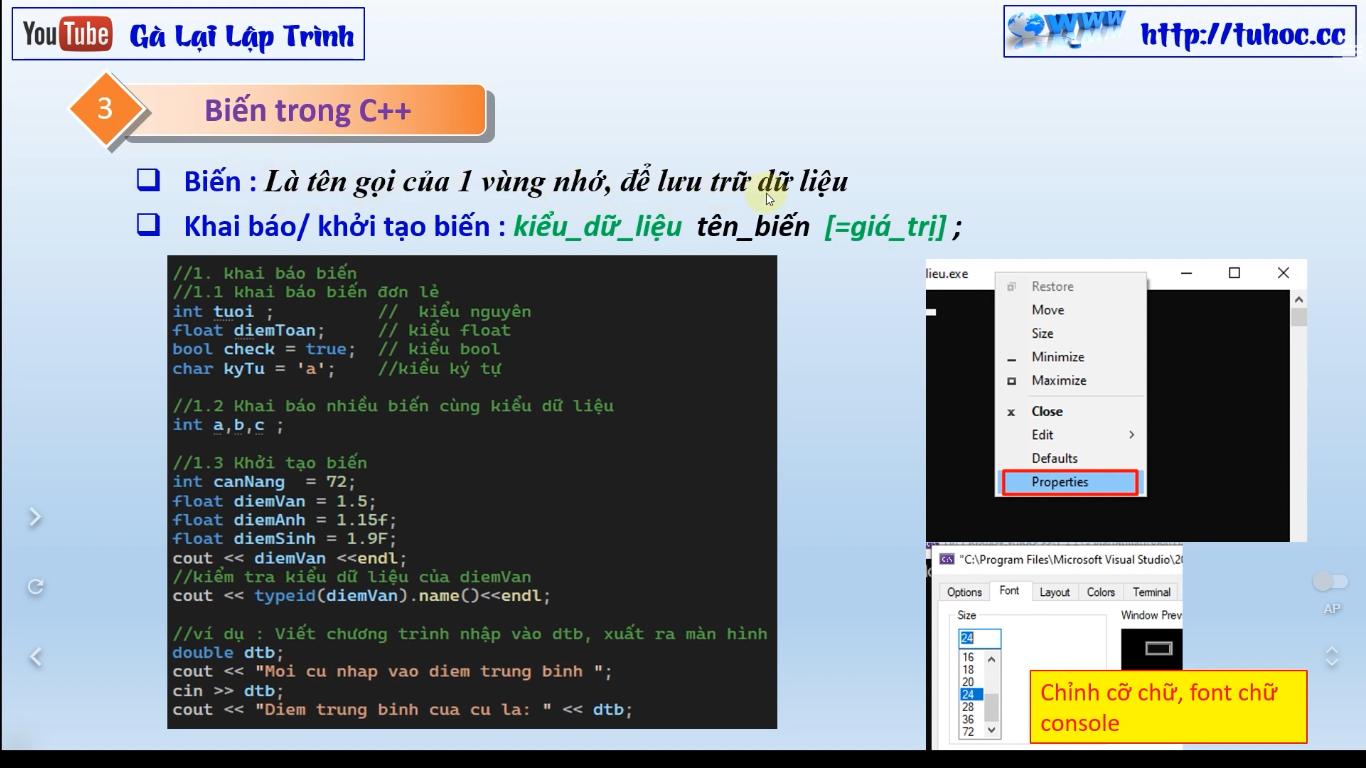 YouTube Gà Lại Lập Trình
www http://tuhoc.cc
3 Biến trong C++
Biến : Là tên gọi của 1 vùng nhớ, để lưu trữ dữ liệu
Khai báo/ khởi tạo biến : kiểu_dữ_liệu tên_biến [=giá_trị] ;
//1. khai báo biến
//1.1 khai báo biến đơn lẻ
int tuoi ; // kiểu nguyên
float diemToan; // kiểu float
bool check = true; // kiểu bool
char kyTu = 'a'; //kiểu ký tự
//1.2 Khai báo nhiều biến cùng kiểu dữ liệu
int a,b,c ;
//1.3 Khởi tạo biến
int canNang = 72;
float diemVan = 1.5;
float diemAnh = 1.15f;
float diemSinh = 1.9F;
cout << diemVan <<endl;
//kiểm tra kiểu dữ liệu của diemVan
cout << typeid(diemVan).name()<<endl;
//ví dụ : Viết chương trình nhập vào dtb, xuất ra màn hình
double dtb;
cout << "Moi cu nhap vao diem trung binh ";
cin >> dtb;
cout << "Diem trung binh cua cu la: " << dtb;
lieu.exe
Restore
Move
Size
Minimize
Maximize
x Close
Edit
Defaults
Properties
"C:\Program Files\Microsoft Visual Studio\20
Options Font Layout Colors Terminal
Size Window Prev
24
16
18
20
24
28
36
72
Chỉnh cỡ chữ, font chữ
console
AP